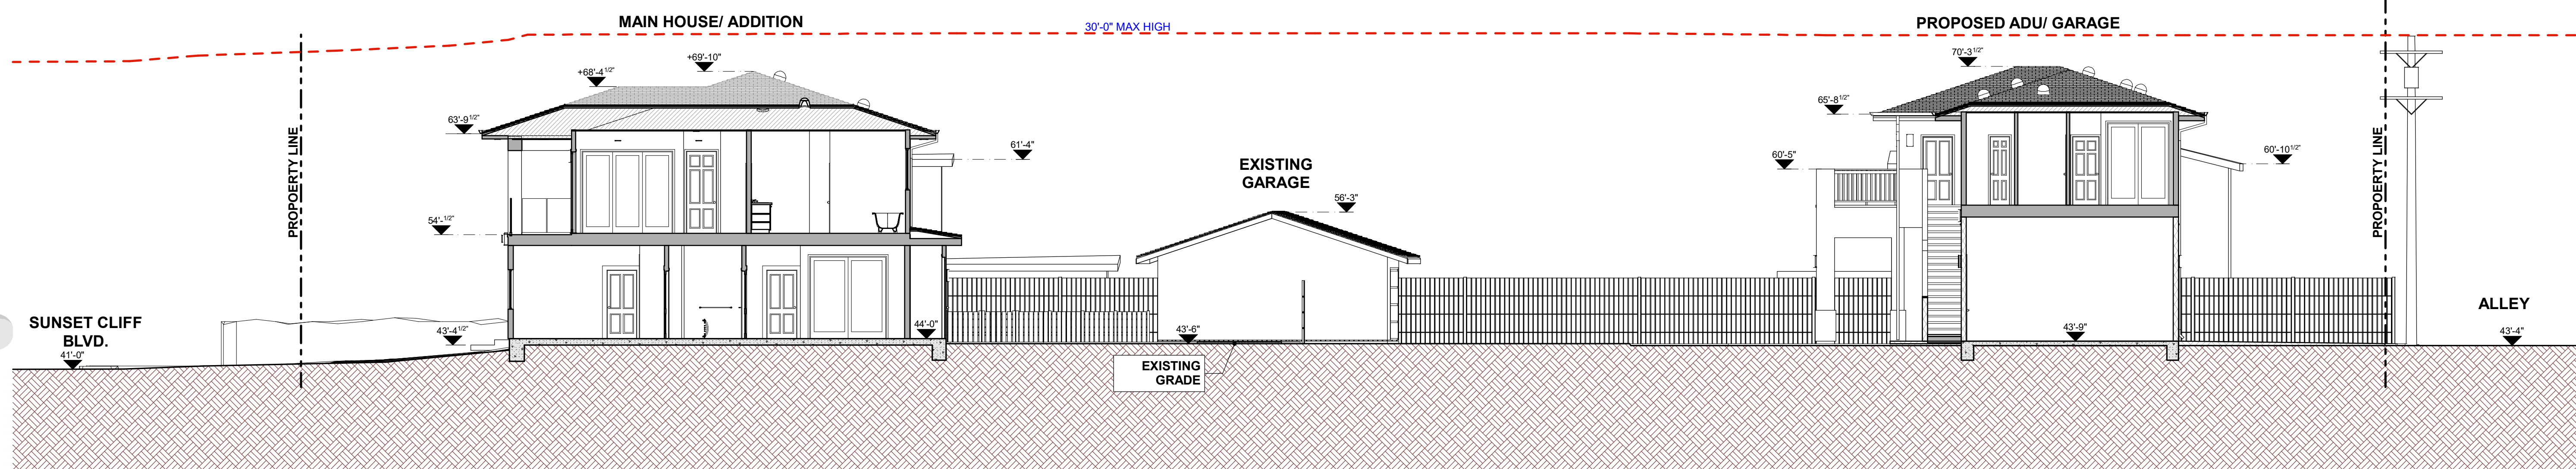 MAIN HOUSE/ ADDITION
30'-0" MAX HIGH
PROPOSED ADU/ GARAGE
+69'-10"
+68'-4 1/2"
70'-3 1/2"
65'-8 1/2"
63'-9 1/2"
61'-4"
PROPOERTY LINE
EXISTING
GARAGE
60'-5"
60'-10 1/2"
PROPOERTY LINE
56'-3"
54'- 1/2"
SUNSET CLIFF
BLVD.
41'-0"
43'-4 1/2"
44'-0"
43'-6"
43'-9"
ALLEY
43'-4"
EXISTING
GRADE